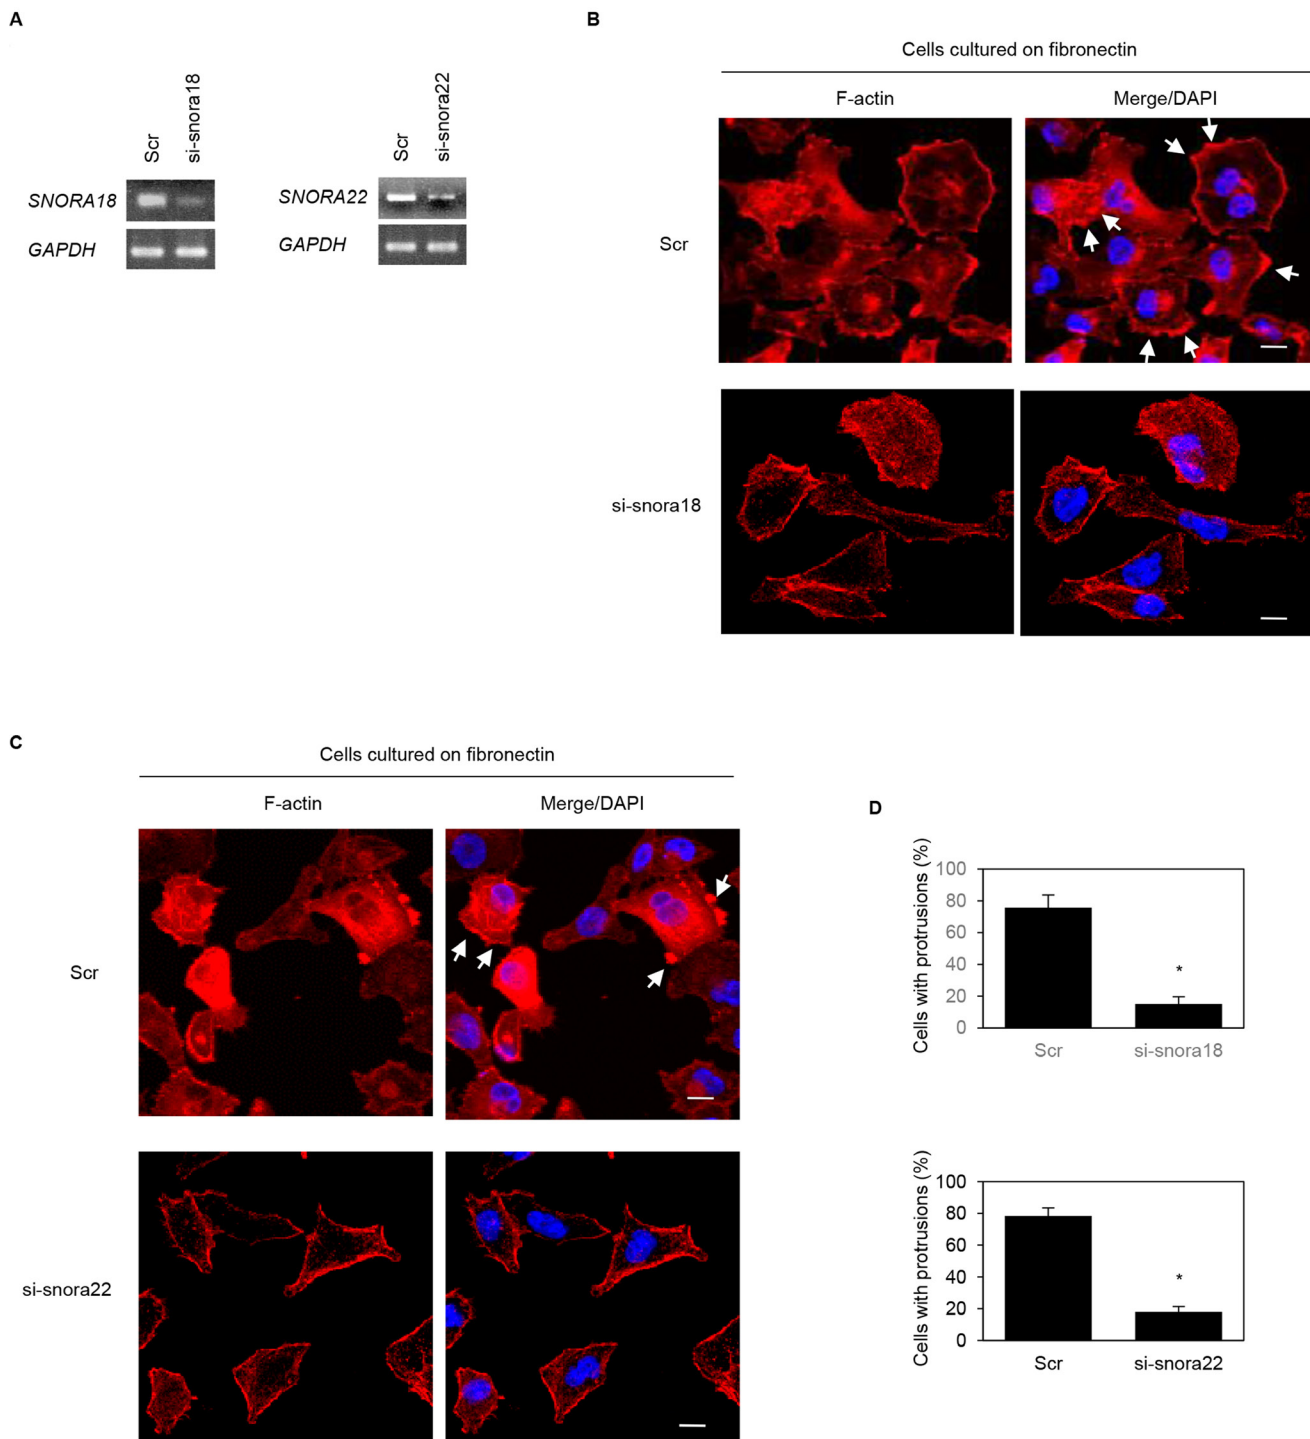 A
Scr
si-snora18
SNORA18
GAPDH
Scr
si-snora22
SNORA22
GAPDH
B
Cells cultured on fibronectin
F-actin
Merge/DAPI
Scr
si-snora18
C
Cells cultured on fibronectin
F-actin
Merge/DAPI
Scr
si-snora22
D
Cells with protrusions (%)
100
80
60
40
20
0
*
Scr
si-snora18
Cells with protrusions (%)
100
80
60
40
20
0
*
Scr
si-snora22